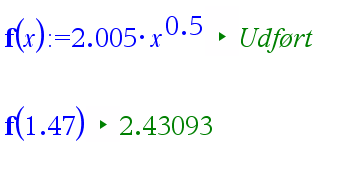 f(x):=2.005·x^0.5 ▸ Udført
f(1.47) ▸ 2.43093